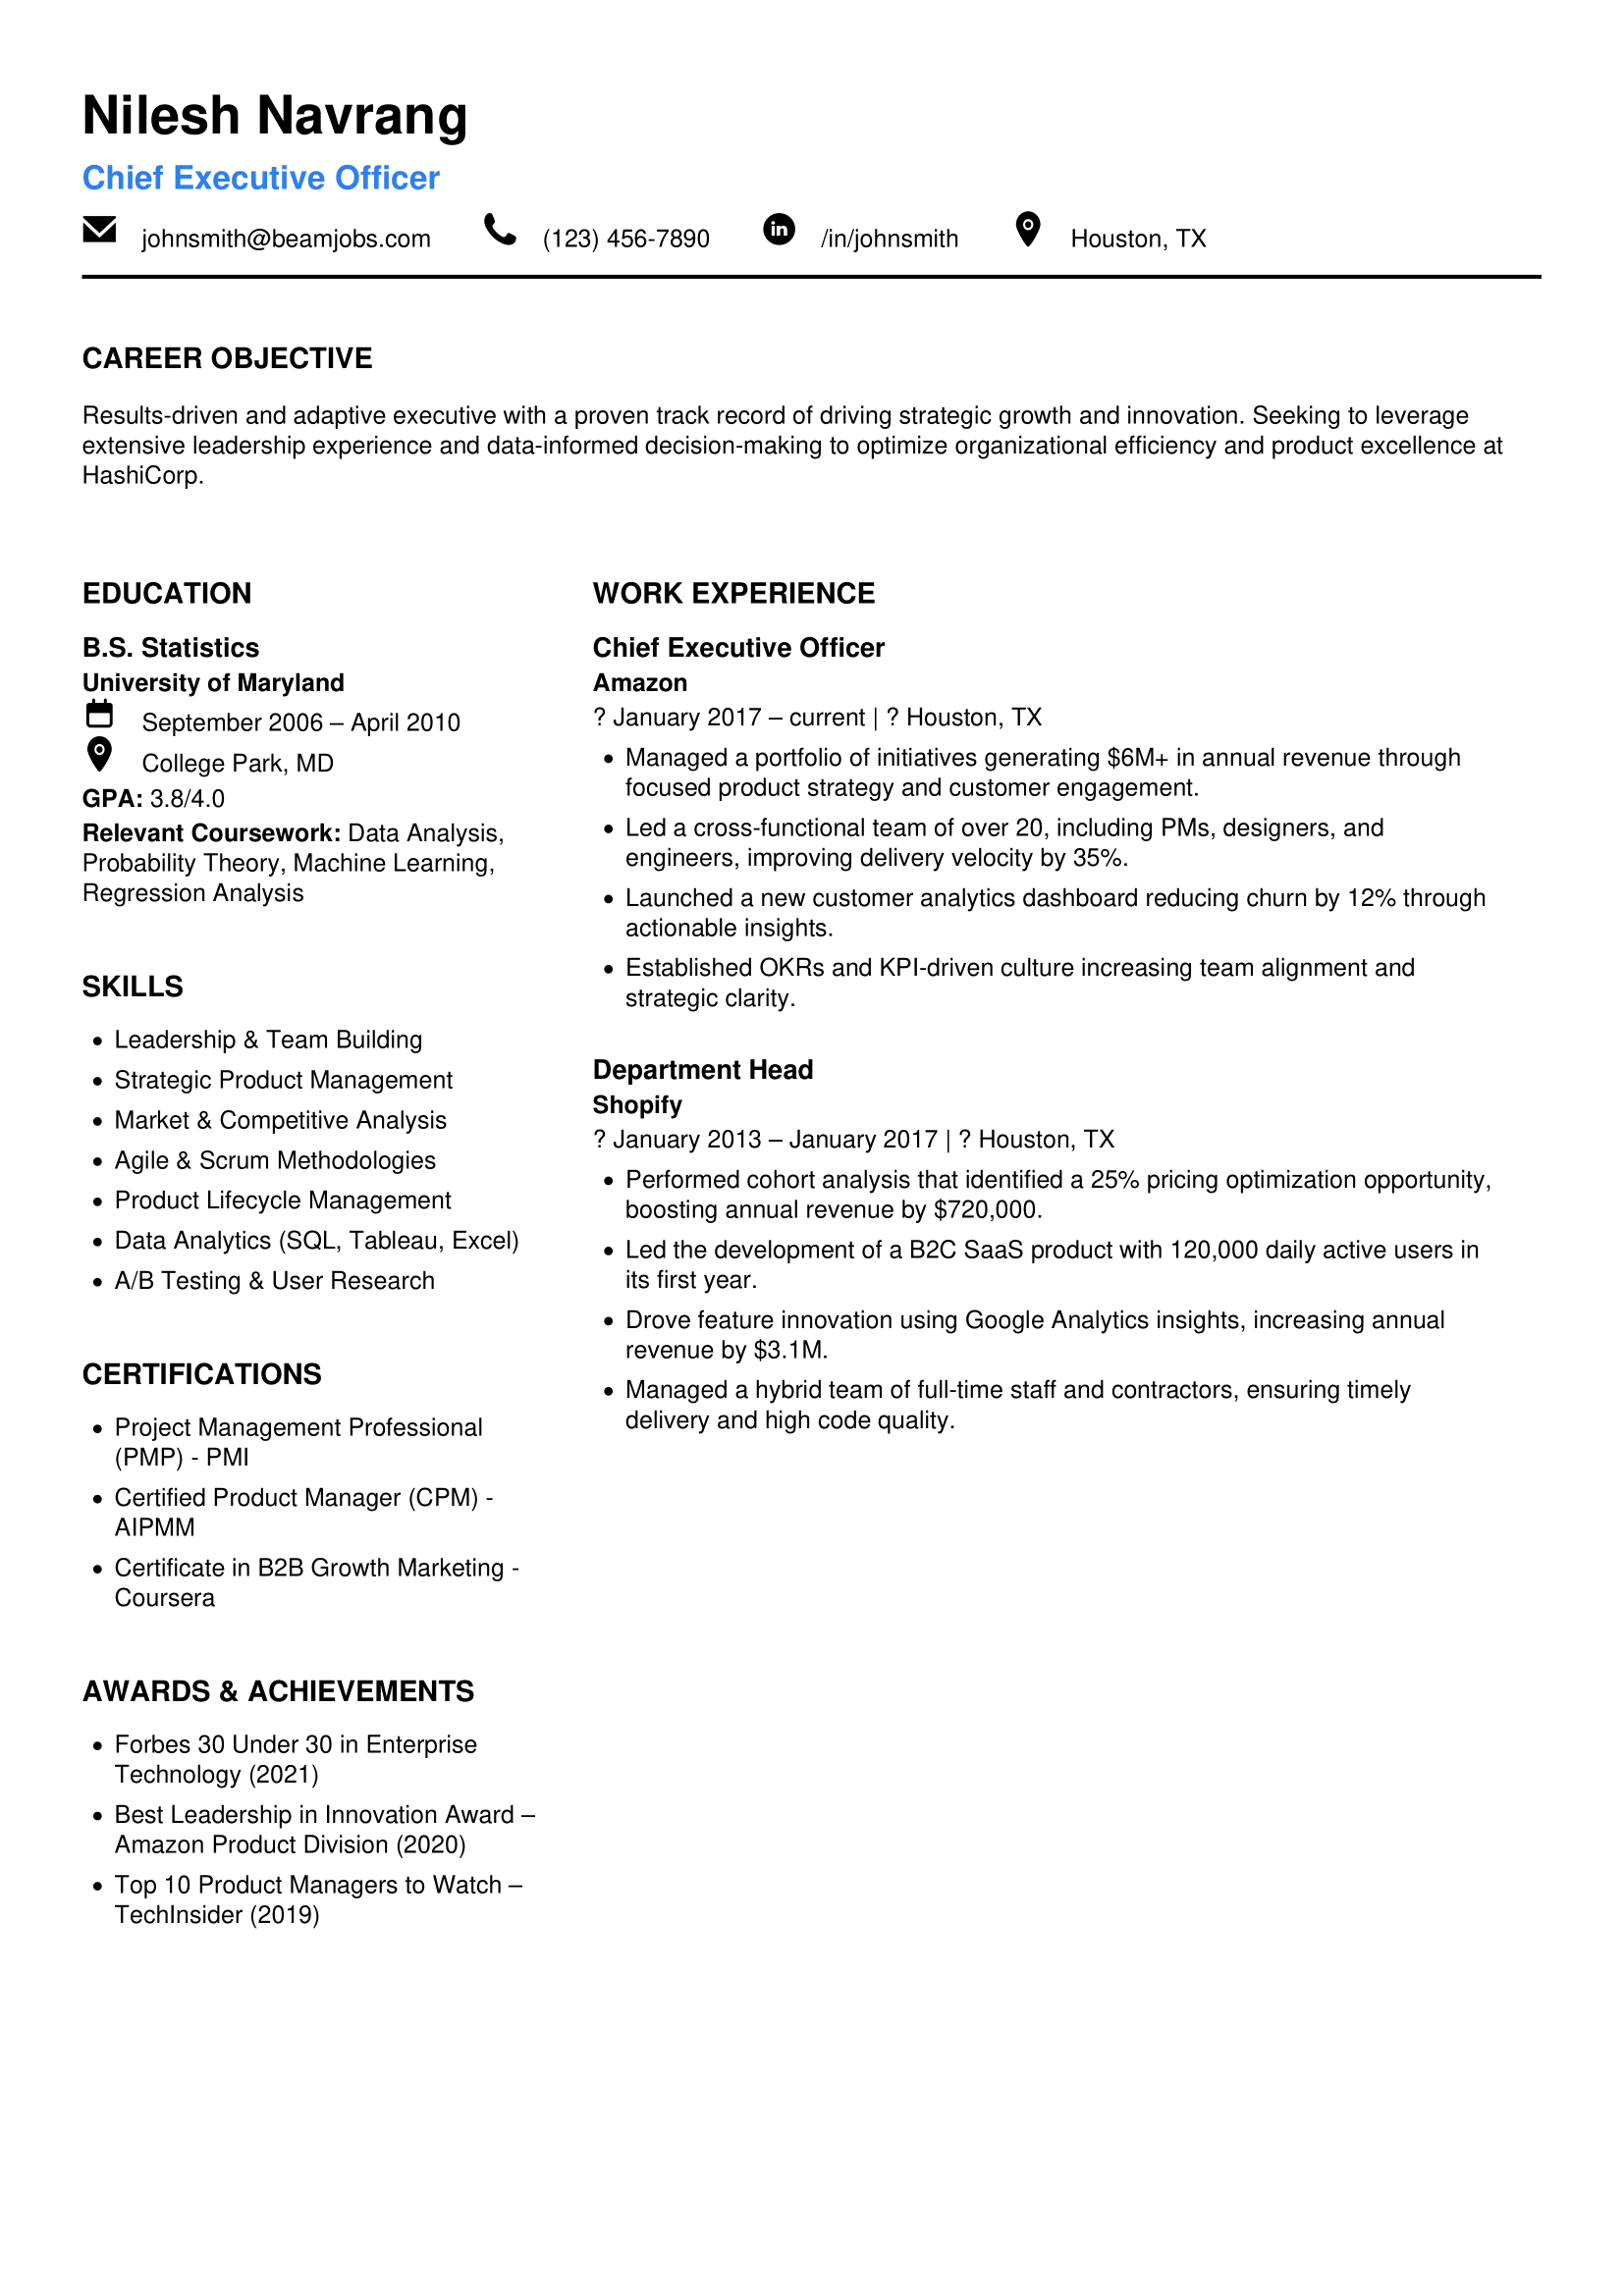 Nilesh Navrang
Chief Executive Officer
johnsmith@beamjobs.com (123) 456-7890 /in/johnsmith Houston, TX
CAREER OBJECTIVE
Results-driven and adaptive executive with a proven track record of driving strategic growth and innovation. Seeking to leverage
extensive leadership experience and data-informed decision-making to optimize organizational efficiency and product excellence at
HashiCorp.
EDUCATION
B.S. Statistics
University of Maryland
September 2006 – April 2010
College Park, MD
GPA: 3.8/4.0
Relevant Coursework: Data Analysis,
Probability Theory, Machine Learning,
Regression Analysis
SKILLS
• Leadership & Team Building
• Strategic Product Management
• Market & Competitive Analysis
• Agile & Scrum Methodologies
• Product Lifecycle Management
• Data Analytics (SQL, Tableau, Excel)
• A/B Testing & User Research
CERTIFICATIONS
• Project Management Professional
(PMP) - PMI
• Certified Product Manager (CPM) -
AIPMM
• Certificate in B2B Growth Marketing -
Coursera
AWARDS & ACHIEVEMENTS
• Forbes 30 Under 30 in Enterprise
Technology (2021)
• Best Leadership in Innovation Award –
Amazon Product Division (2020)
• Top 10 Product Managers to Watch –
TechInsider (2019)
WORK EXPERIENCE
Chief Executive Officer
Amazon
? January 2017 – current | ? Houston, TX
• Managed a portfolio of initiatives generating $6M+ in annual revenue through
focused product strategy and customer engagement.
• Led a cross-functional team of over 20, including PMs, designers, and
engineers, improving delivery velocity by 35%.
• Launched a new customer analytics dashboard reducing churn by 12% through
actionable insights.
• Established OKRs and KPI-driven culture increasing team alignment and
strategic clarity.
Department Head
Shopify
? January 2013 – January 2017 | ? Houston, TX
• Performed cohort analysis that identified a 25% pricing optimization opportunity,
boosting annual revenue by $720,000.
• Led the development of a B2C SaaS product with 120,000 daily active users in
its first year.
• Drove feature innovation using Google Analytics insights, increasing annual
revenue by $3.1M.
• Managed a hybrid team of full-time staff and contractors, ensuring timely
delivery and high code quality.